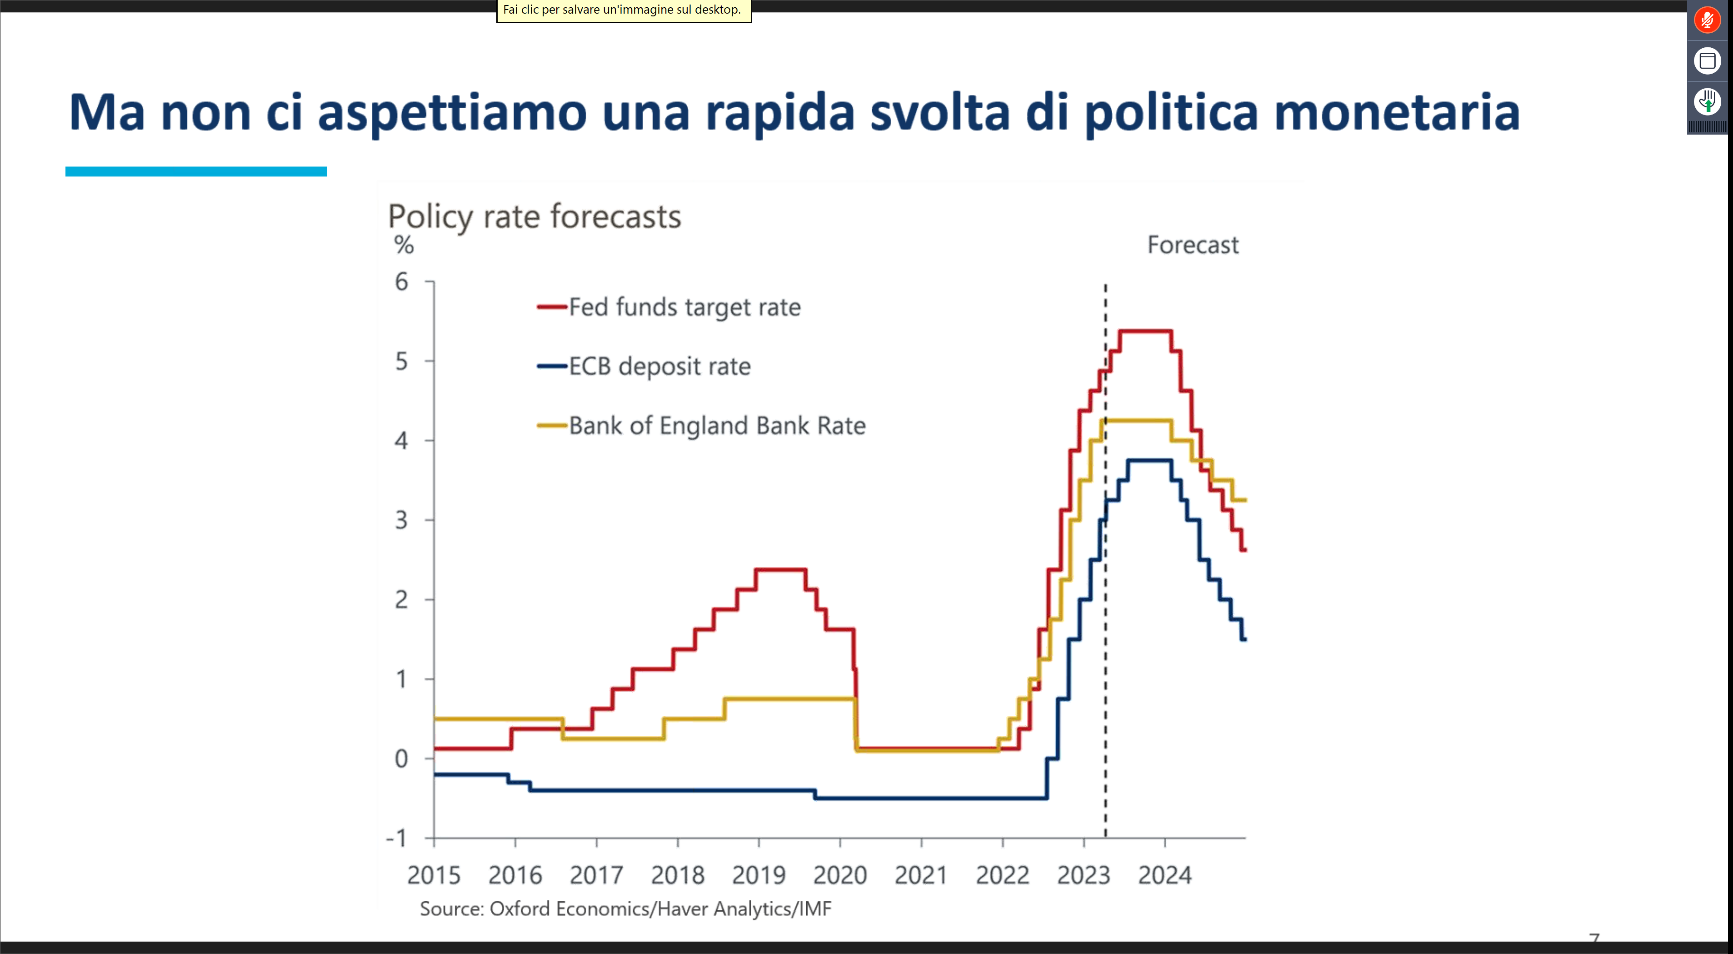 Fai clic per salvare un'immagine sul desktop.
Ma non ci aspettiamo una rapida svolta di politica monetaria
Policy rate forecasts
%
Forecast
6
Fed funds target rate
5
ECB deposit rate
Bank of England Bank Rate
4
3
2
1
0
-1
2015 2016 2017 2018 2019 2020 2021 2022 2023 2024
Source: Oxford Economics/Haver Analytics/IMF
7